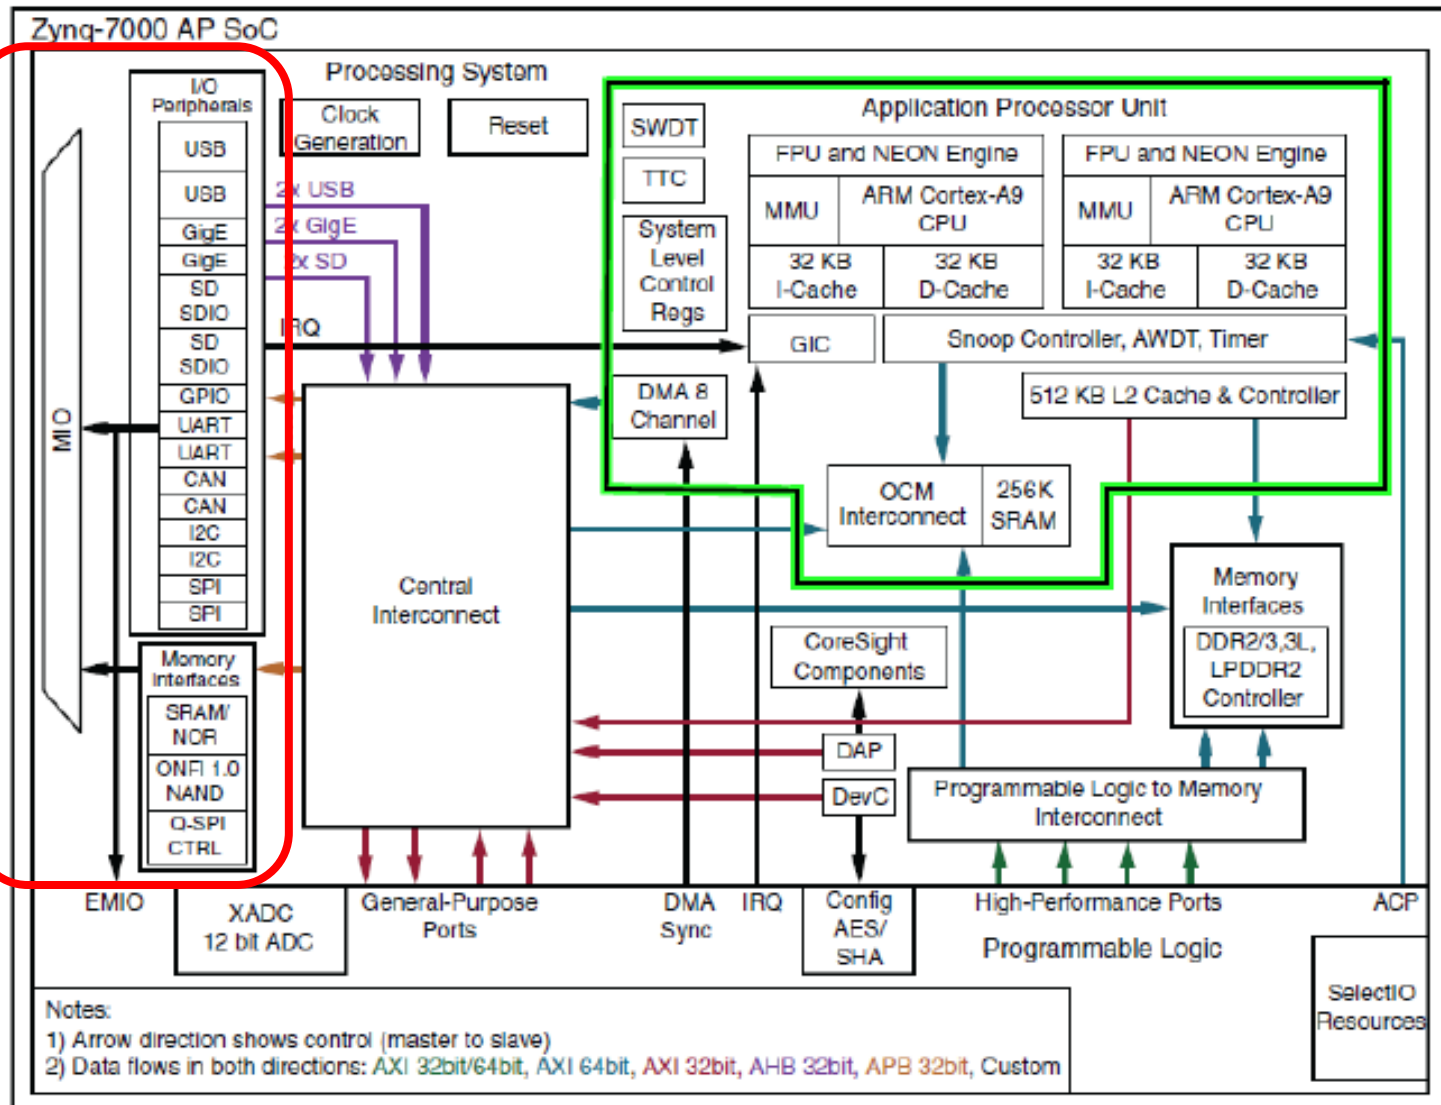 Zynq-7000 AP SoC
Processing System
I/O
Peripherals
USB
USB
GigE
GigE
SD
SDIO
SD
SDIO
GPIO
UART
UART
CAN
CAN
I2C
I2C
SPI
SPI
MIO
Memory
Interfaces
SRAM/
NOR
ONFI 1.0
NAND
Q-SPI
CTRL
Clock
Generation
Reset
2x USB
2x GigE
2x SD
IRQ
Central
Interconnect
Application Processor Unit
SWDT
TTC
System
Level
Control
Regs
FPU and NEON Engine
MMU
ARM Cortex-A9
CPU
32 KB
I-Cache
32 KB
D-Cache
FPU and NEON Engine
MMU
ARM Cortex-A9
CPU
32 KB
I-Cache
32 KB
D-Cache
GIC
Snoop Controller, AWDT, Timer
DMA 8
Channel
512 KB L2 Cache & Controller
OCM
Interconnect
256K
SRAM
Memory
Interfaces
DDR2/3,3L,
LPDDR2
Controller
CoreSight
Components
DAP
DevC
Programmable Logic to Memory
Interconnect
EMIO
XADC
12 bit ADC
General-Purpose
Ports
DMA
Sync
IRQ
Config
AES/
SHA
High-Performance Ports
ACP
Programmable Logic
SelectIO
Resources
Notes:
1) Arrow direction shows control (master to slave)
2) Data flows in both directions: AXI 32bit/64bit, AXI 64bit, AXI 32bit, AHB 32bit, APB 32bit, Custom